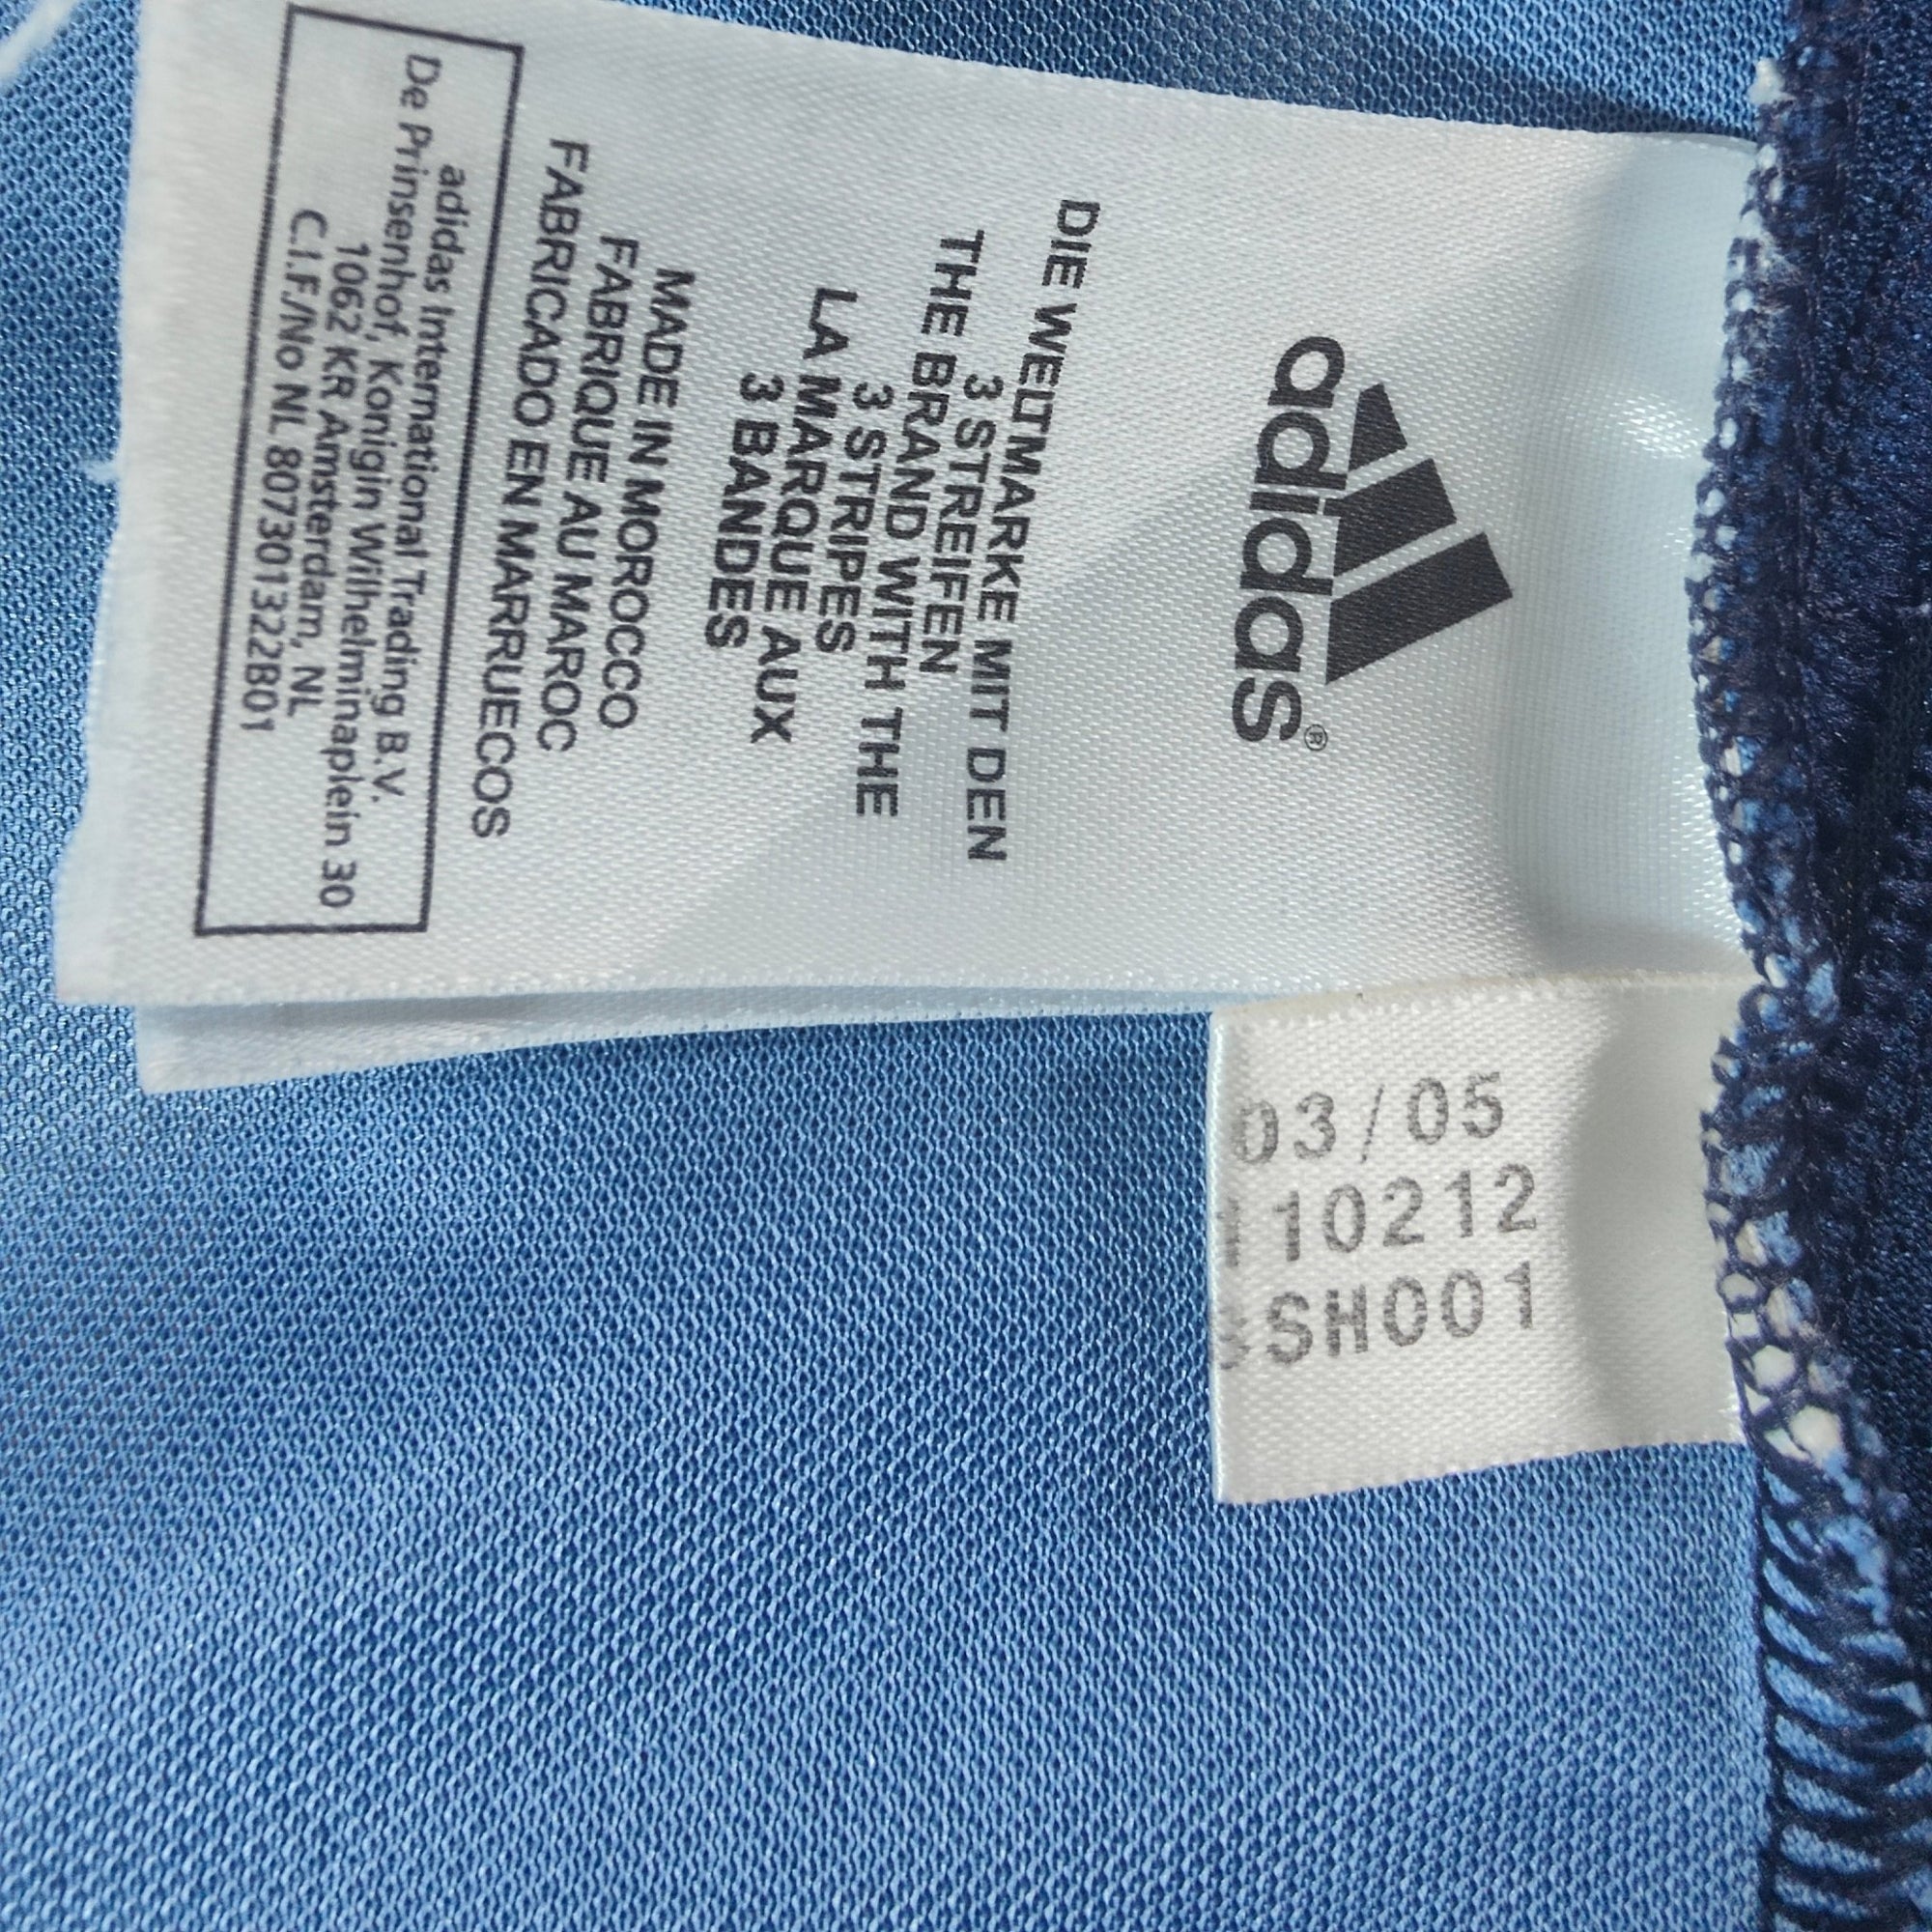 adidas®
DIE WELTMARKE MIT DEN
3 STREIFEN
THE BRAND WITH THE
3 STRIPES
LA MARQUE AUX
3 BANDES
MADE IN MOROCCO
FABRIQUE AU MAROC
FABRICADO EN MARRUECOS
adidas International Trading B.V.
De Prinsenhof, Konigin Wilhelminaplein 30
1062 KR Amsterdam, NL
C.I.F/No NL 807301322B01
03/05
110212
SH001